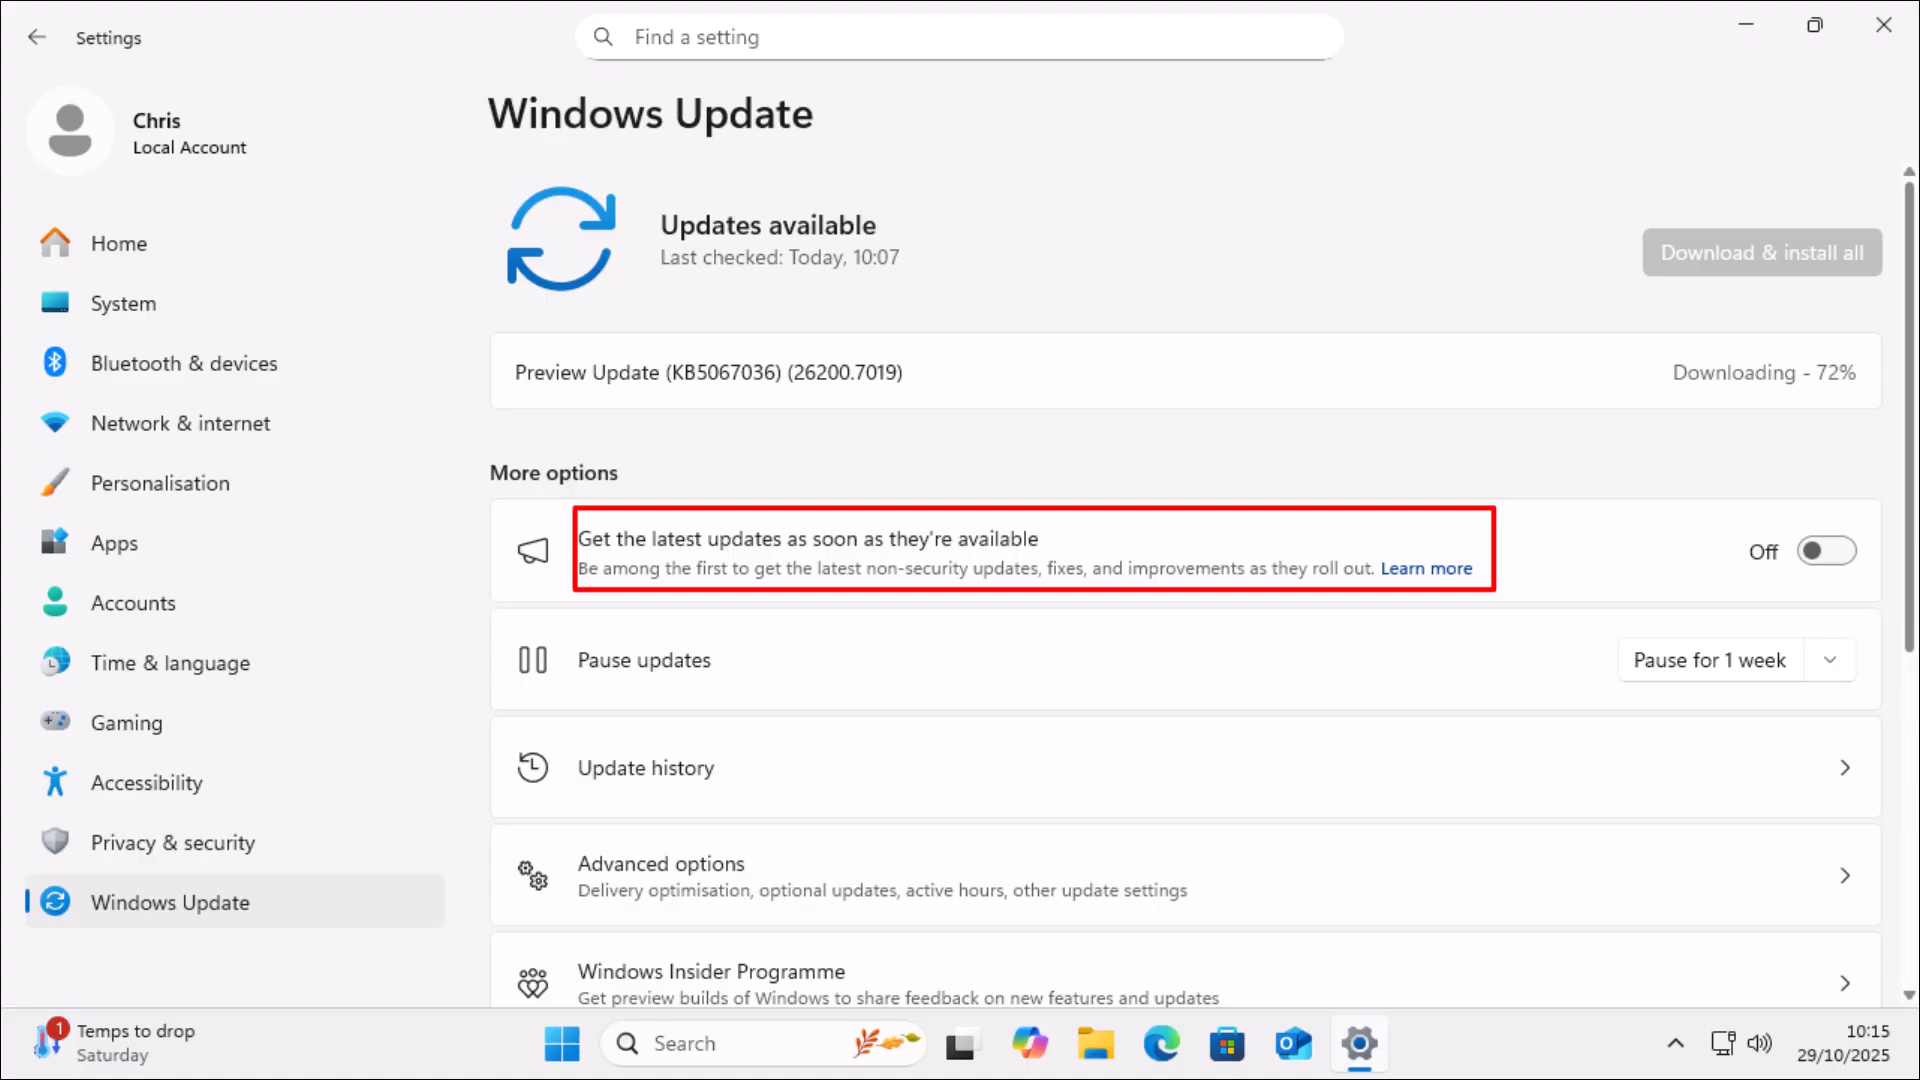 Settings
Find a setting
Chris
Local Account
Home
System
Bluetooth & devices
Network & internet
Personalisation
Apps
Accounts
Time & language
Gaming
Accessibility
Privacy & security
Windows Update
Windows Update
Updates available
Last checked: Today, 10:07
Download & install all
Preview Update (KB5067036) (26200.7019)
Downloading - 72%
More options
Get the latest updates as soon as they're available
Be among the first to get the latest non-security updates, fixes, and improvements as they roll out. Learn more
Off
Pause updates
Pause for 1 week
Update history
Advanced options
Delivery optimisation, optional updates, active hours, other update settings
Windows Insider Programme
Get preview builds of Windows to share feedback on new features and updates
1
Temps to drop
Saturday
Search
10:15
29/10/2025